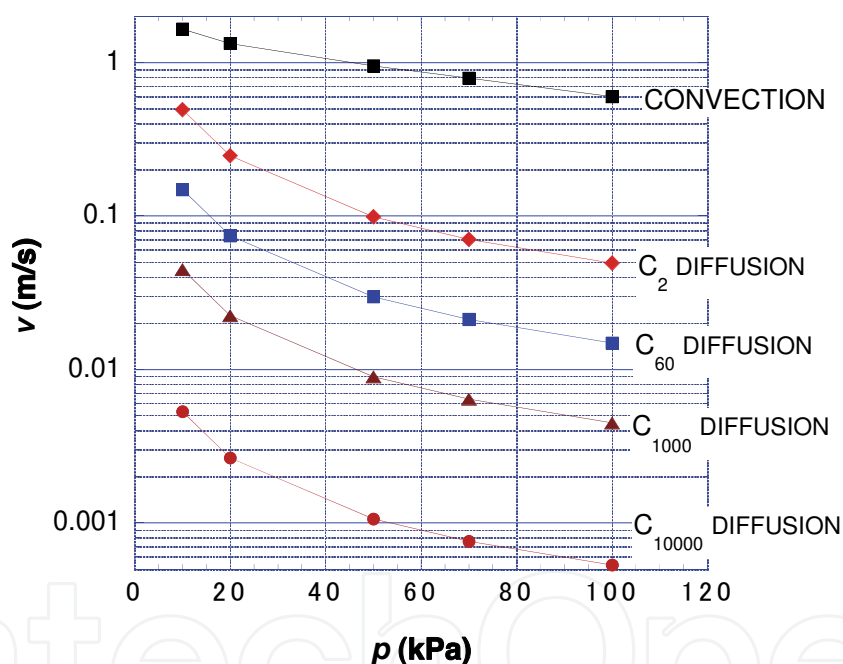 1
0.1
0.01
0.001
v (m/s)
CONVECTION
C2 DIFFUSION
C60 DIFFUSION
C1000 DIFFUSION
C10000 DIFFUSION
0 20 40 60 80 100 120
p (kPa)